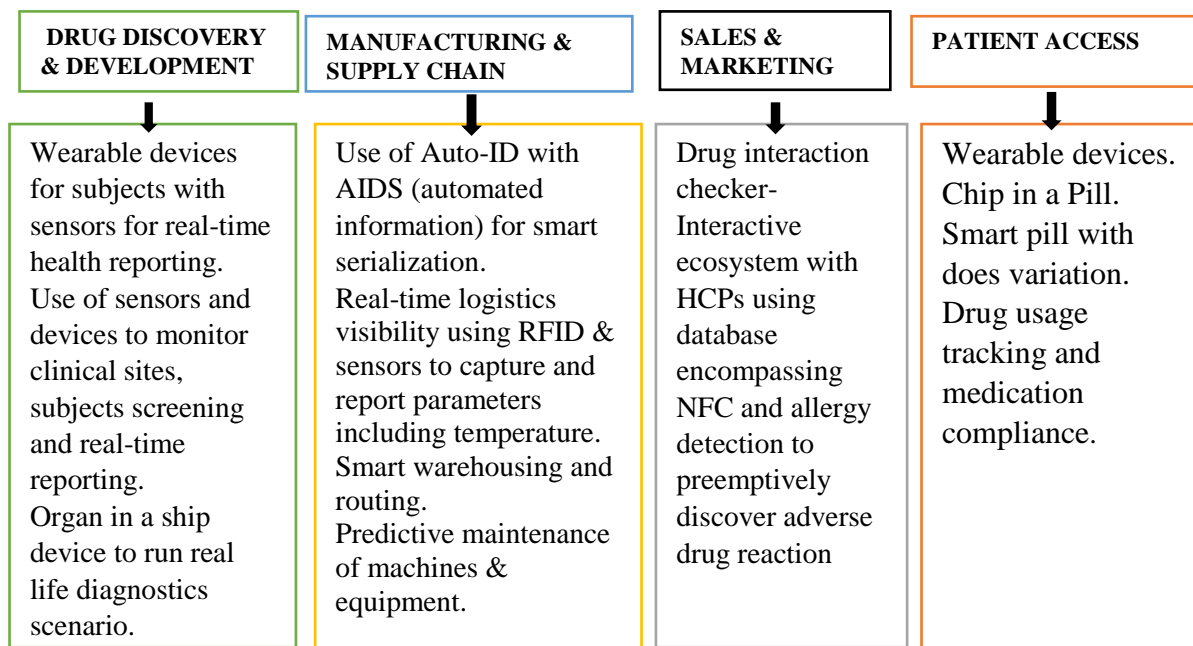 DRUG DISCOVERY
& DEVELOPMENT
Wearable devices
for subjects with
sensors for real-time
health reporting.
Use of sensors and
devices to monitor
clinical sites,
subjects screening
and real-time
reporting.
Organ in a ship
device to run real
life diagnostics
scenario.
MANUFACTURING &
SUPPLY CHAIN
Use of Auto-ID with
AIDS (automated
information) for smart
serialization.
Real-time logistics
visibility using RFID &
sensors to capture and
report parameters
including temperature.
Smart warehousing and
routing.
Predictive maintenance
of machines &
equipment.
SALES &
MARKETING
Drug interaction
checker-
Interactive
ecosystem with
HCPs using
database
encompassing
NFC and allergy
detection to
preemptively
discover adverse
drug reaction
PATIENT ACCESS
Wearable devices.
Chip in a Pill.
Smart pill with
does variation.
Drug usage
tracking and
medication
compliance.